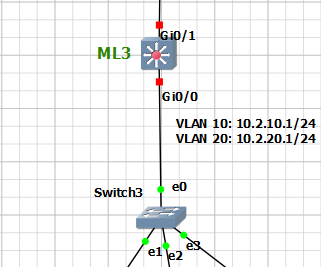 Gi0/1
ML3
Gi0/0
VLAN 10: 10.2.10.1/24
VLAN 20: 10.2.20.1/24
Switch3
e0
e1
e2
e3